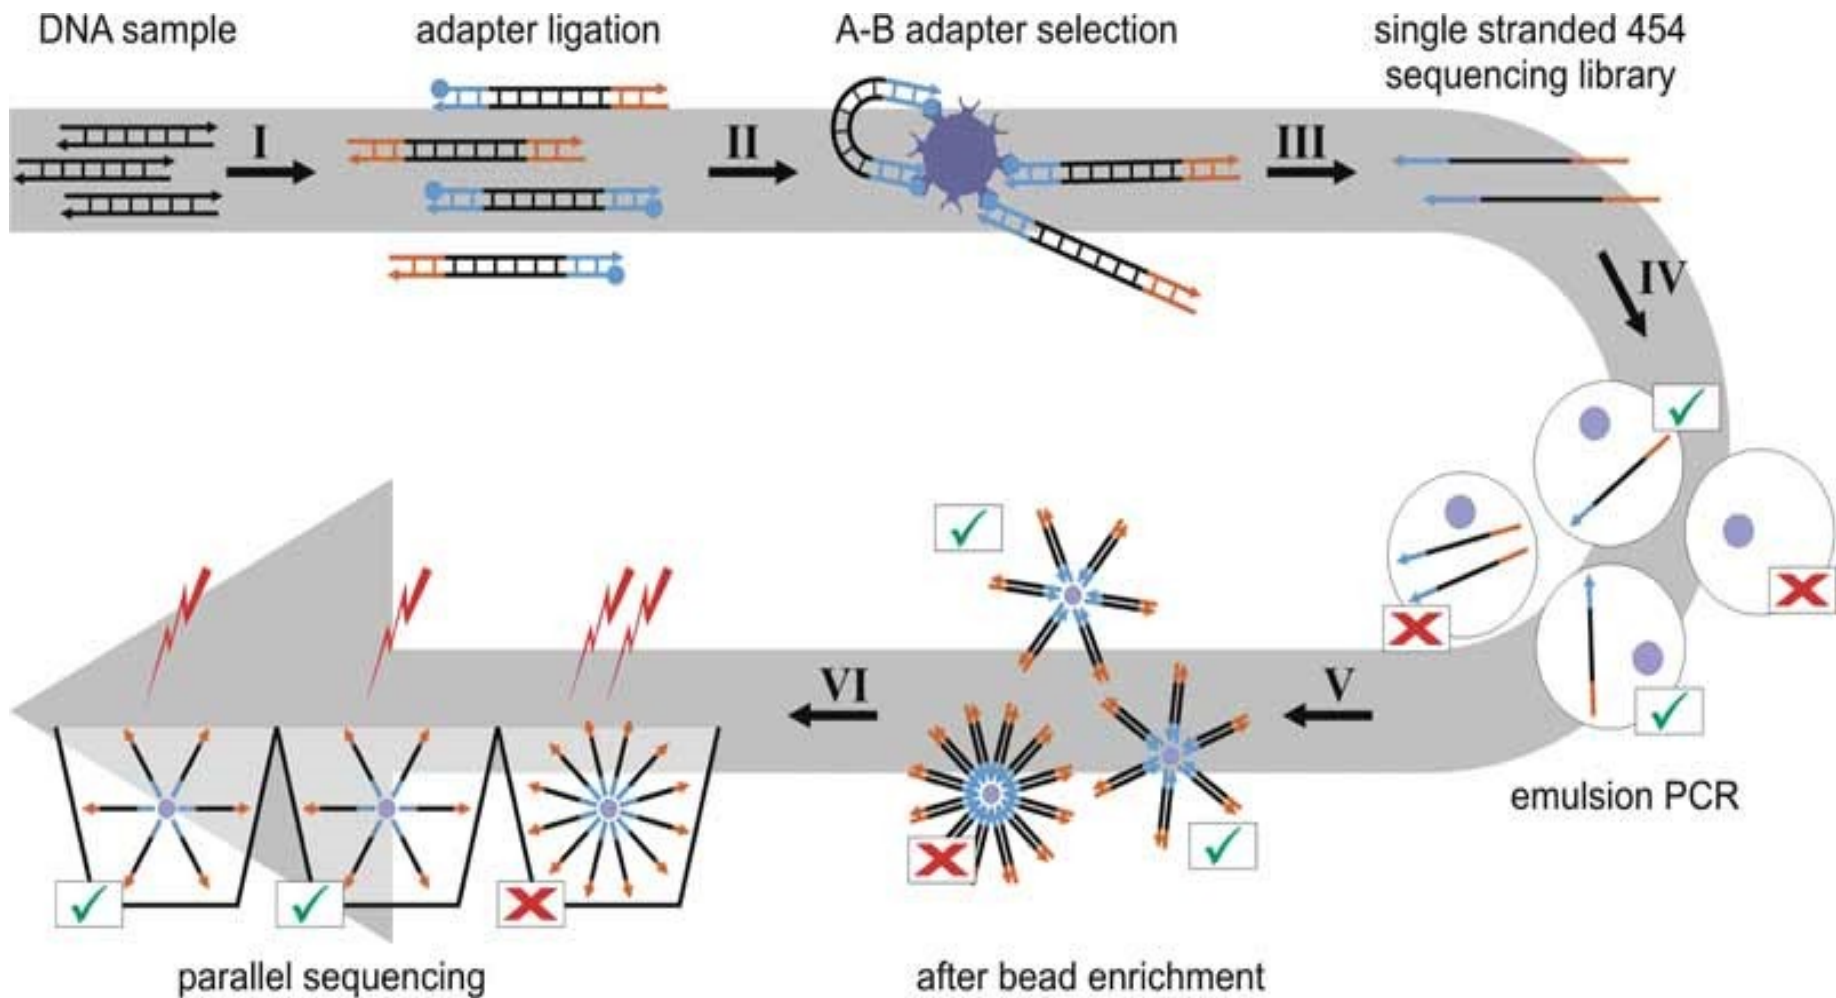 DNA sample
adapter ligation
A-B adapter selection
single stranded 454
sequencing library
I
II
III
IV
V
VI
emulsion PCR
after bead enrichment
parallel sequencing